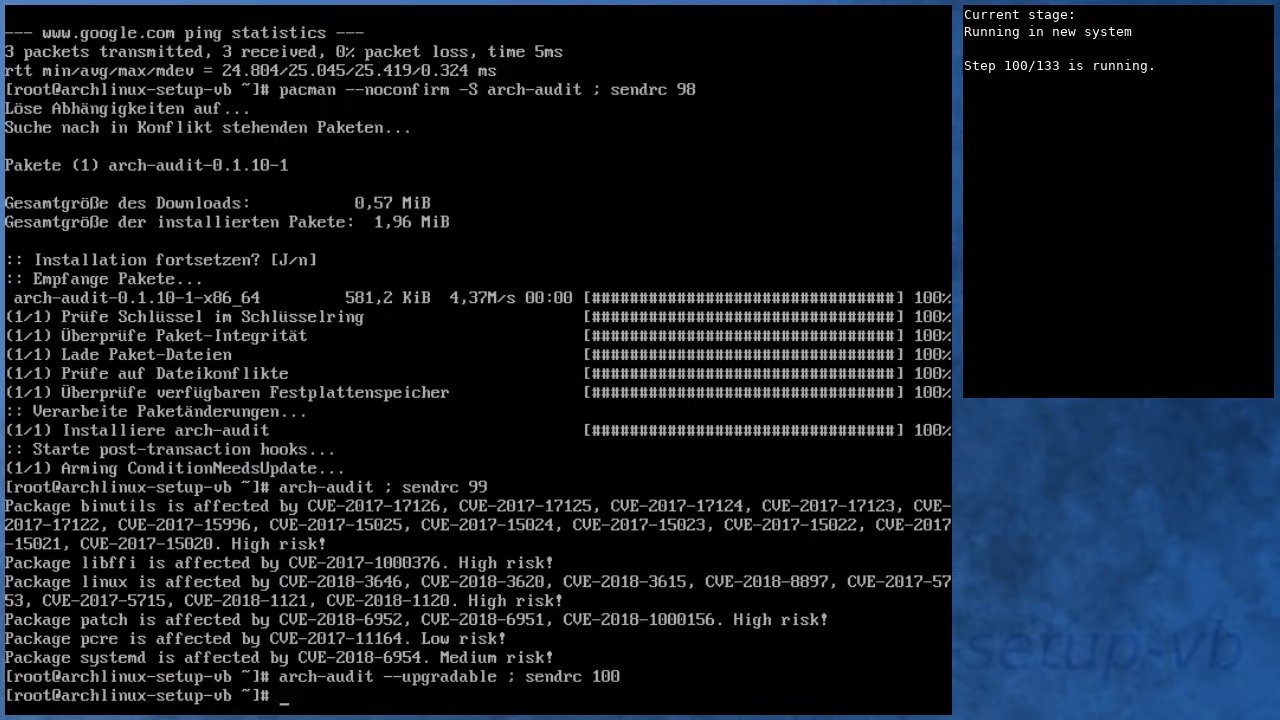 --- www.google.com ping statistics ---
3 packets transmitted, 3 received, 0% packet loss, time 5ms
rtt min/avg/max/mdev = 24.804/25.045/25.419/0.324 ms
[root@archlinux-setup-vb ~]# pacman --noconfirm -S arch-audit ; sendrc 98
Löse Abhängigkeiten auf...
Suche nach in Konflikt stehenden Paketen...
Pakete (1) arch-audit-0.1.10-1
Gesamtgröße des Downloads:           0,57 MiB
Gesamtgröße der installierten Pakete:  1,96 MiB
:: Installation fortsetzen? [J/n]
:: Empfange Pakete...
 arch-audit-0.1.10-1-x86_64         581,2 KiB  4,37M/s 00:00 [################################] 100%
(1/1) Prüfe Schlüssel im Schlüsselring                       [################################] 100%
(1/1) Überprüfe Paket-Integrität                             [################################] 100%
(1/1) Lade Paket-Dateien                                     [################################] 100%
(1/1) Prüfe auf Dateikonflikte                               [################################] 100%
(1/1) Überprüfe verfügbaren Festplattenspeicher              [################################] 100%
:: Verarbeite Paketänderungen...
(1/1) Installiere arch-audit                                 [################################] 100%
:: Starte post-transaction hooks...
(1/1) Arming ConditionNeedsUpdate...
[root@archlinux-setup-vb ~]# arch-audit ; sendrc 99
Package binutils is affected by CVE-2017-17126, CVE-2017-17125, CVE-2017-17124, CVE-2017-17123, CVE-
2017-17122, CVE-2017-15996, CVE-2017-15025, CVE-2017-15024, CVE-2017-15023, CVE-2017-15022, CVE-2017
-15021, CVE-2017-15020. High risk!
Package libffi is affected by CVE-2017-1000376. High risk!
Package linux is affected by CVE-2018-3646, CVE-2018-3620, CVE-2018-3615, CVE-2018-8897, CVE-2017-57
53, CVE-2017-5715, CVE-2018-1121, CVE-2018-1120. High risk!
Package patch is affected by CVE-2018-6952, CVE-2018-6951, CVE-2018-1000156. High risk!
Package pcre is affected by CVE-2017-11164. Low risk!
Package systemd is affected by CVE-2018-6954. Medium risk!
[root@archlinux-setup-vb ~]# arch-audit --upgradable ; sendrc 100
[root@archlinux-setup-vb ~]# _
Current stage:
Running in new system
Step 100/133 is running.
setup-vb